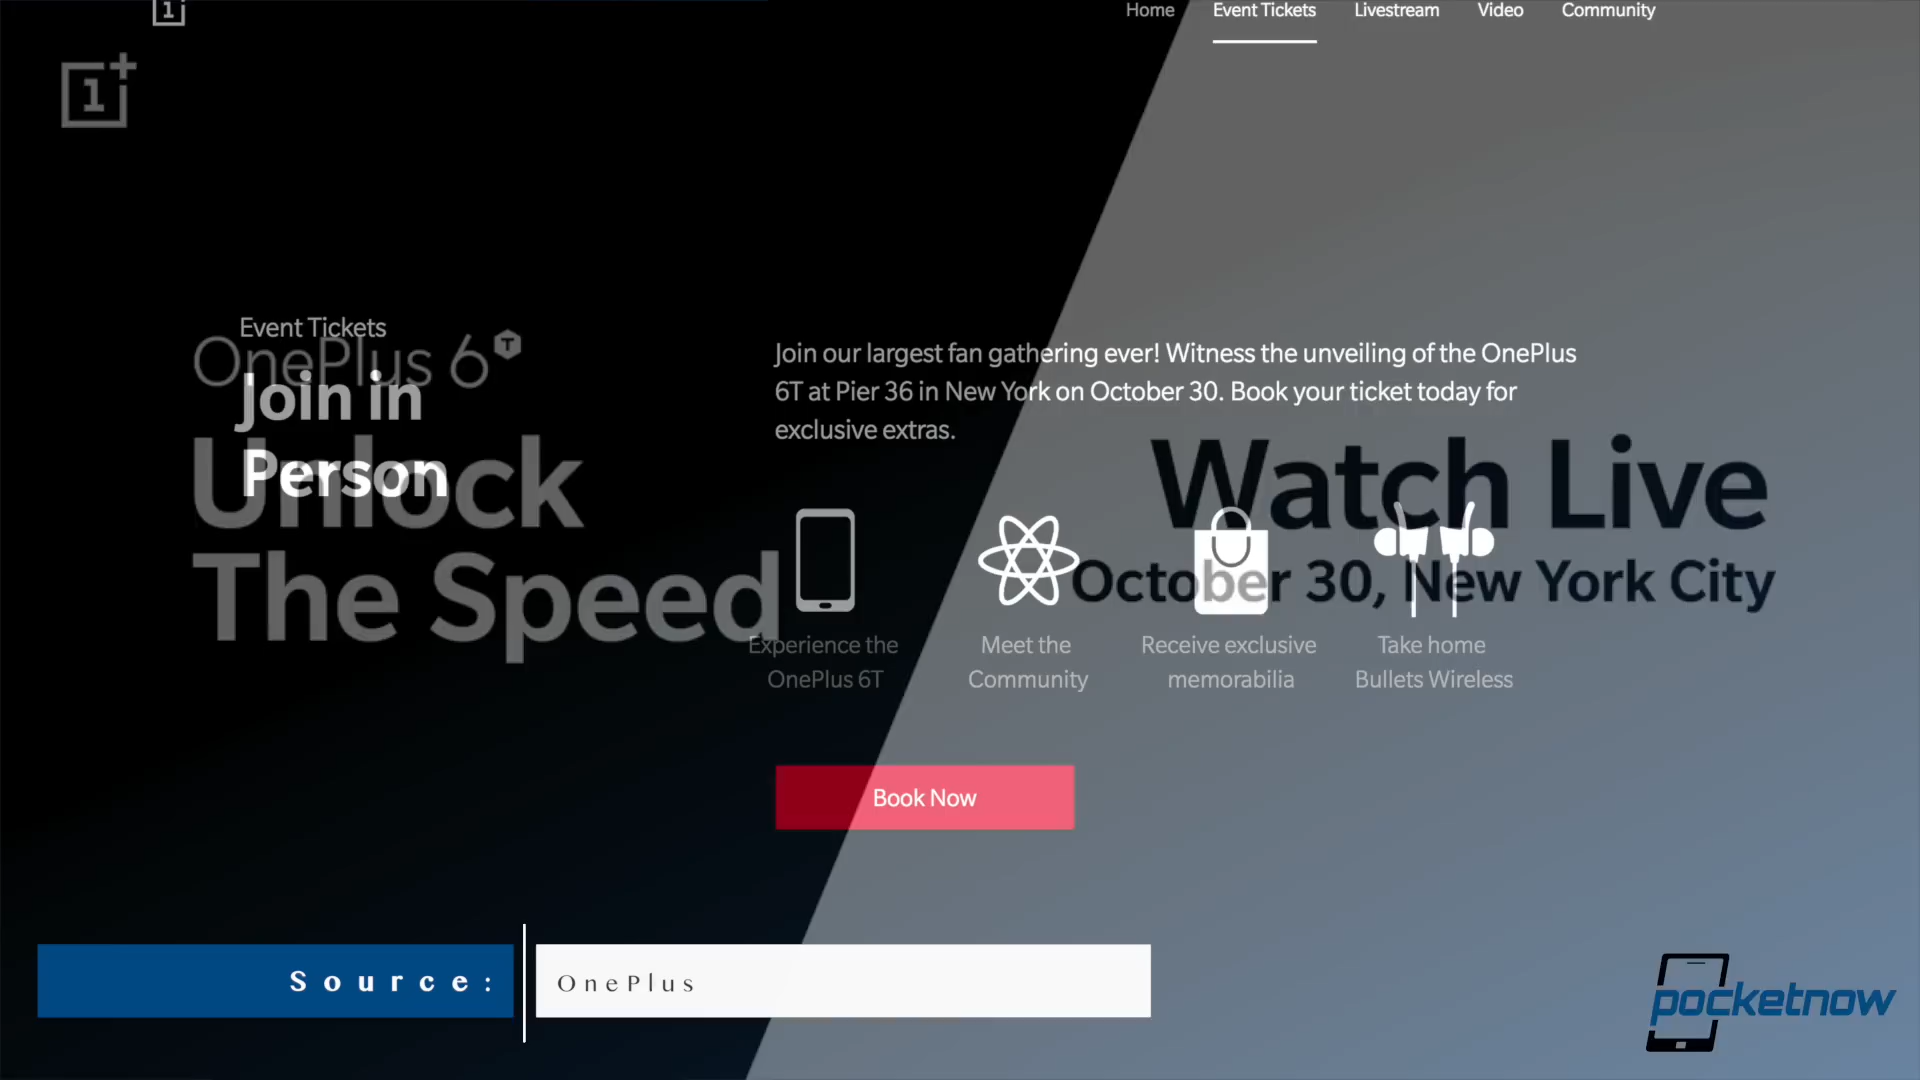 1
Home Event Tickets Livestream Video Community
1+
Event Tickets
OnePlus 6T
Join in
Person
Unlock
The Speed
Join our largest fan gathering ever! Witness the unveiling of the OnePlus
6T at Pier 36 in New York on October 30. Book your ticket today for
exclusive extras.
Watch Live
October 30, New York City
Experience the
OnePlus 6T
Meet the
Community
Receive exclusive
memorabilia
Take home
Bullets Wireless
Book Now
Source:
OnePlus
pocketnow